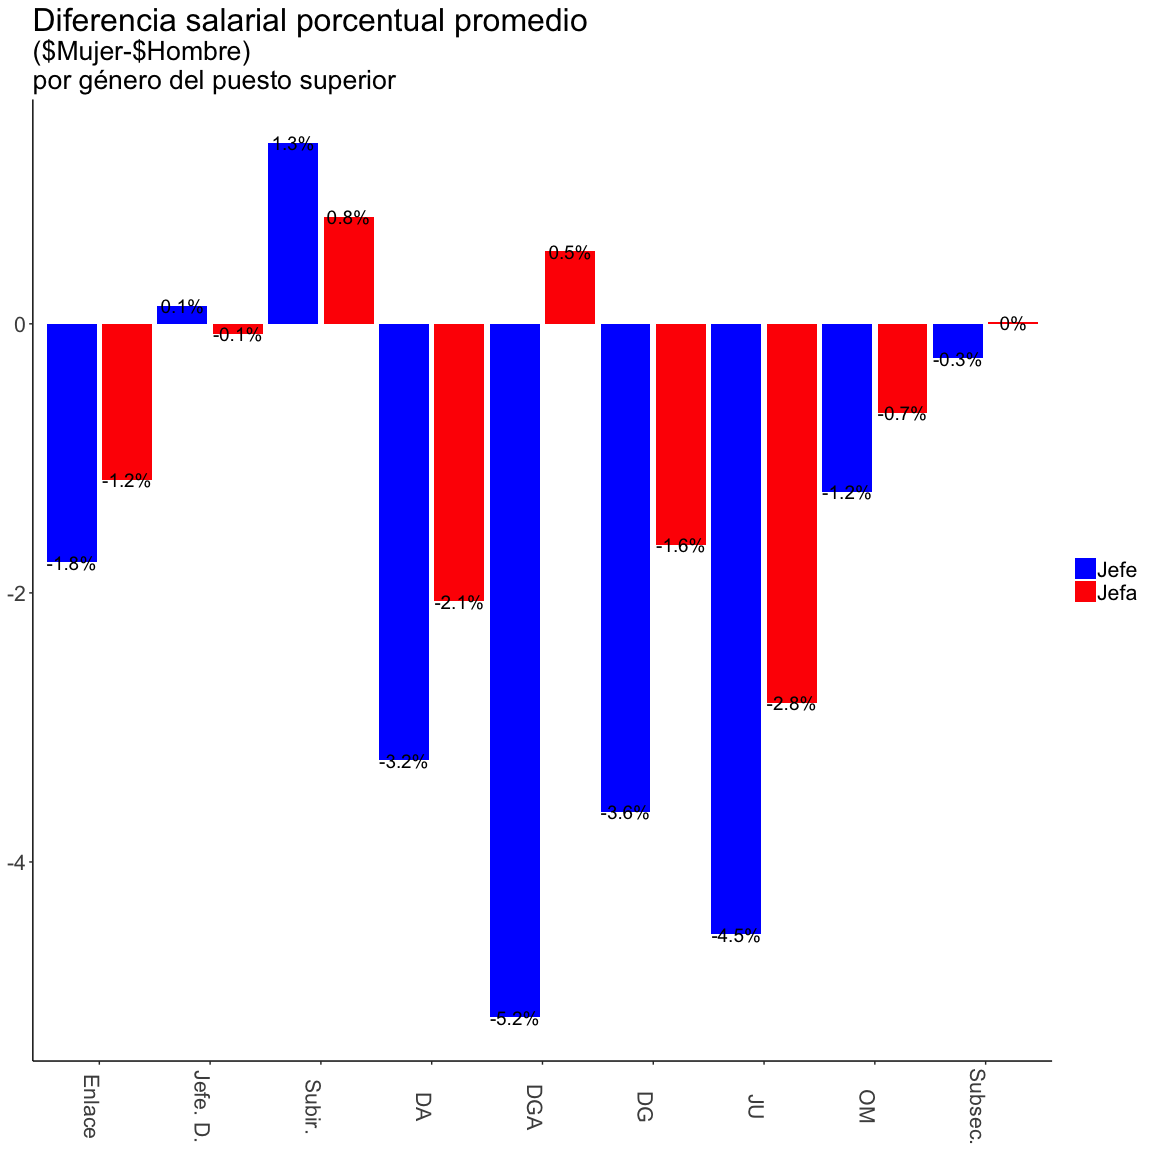 Diferencia salarial porcentual promedio
($Mujer-$Hombre)
por género del puesto superior
1.3%
0.8%
0.5%
0.1%
-0.1%
0%
-0.3%
-0.7%
-1.2%
-1.2%
-1.6%
-1.8%
-2.1%
-2.8%
-3.2%
-3.6%
-4.5%
-5.2%
0
-2
-4
Jefe
Jefa
Enlace
Jefe. D.
Subir.
DA
DGA
DG
JU
OM
Subsec.